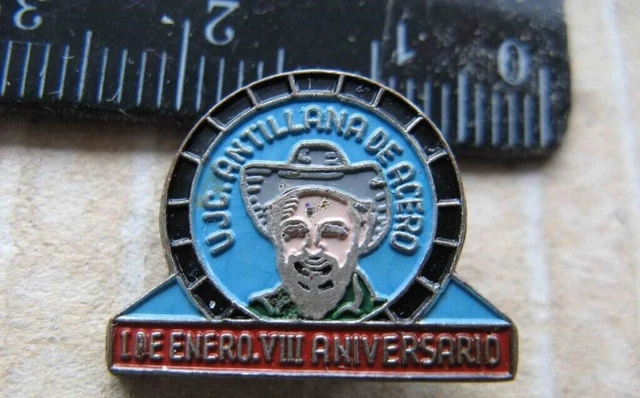 3 2 1 0
UJC. ANTILLANA DE ACERO
1 DE ENERO. VIII ANIVERSARIO